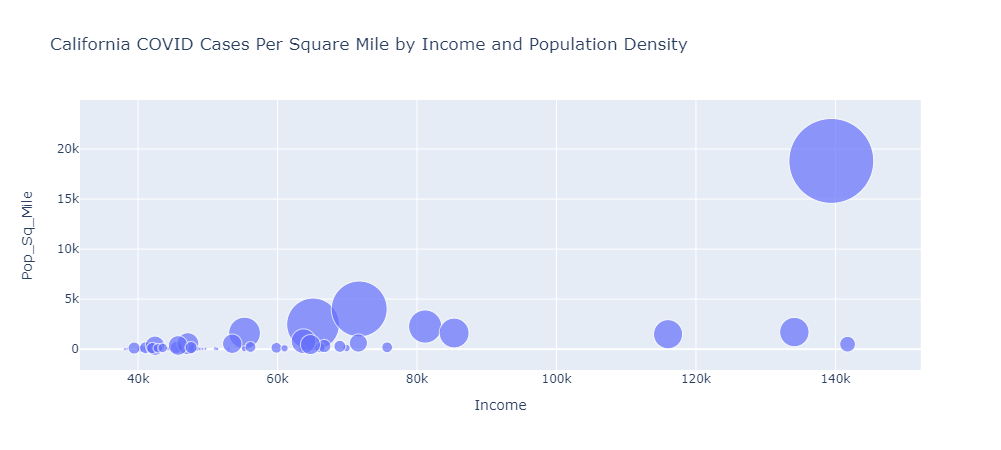 California COVID Cases Per Square Mile by Income and Population Density
Pop_Sq_Mile
20k
15k
10k
5k
0
40k
60k
80k
100k
120k
140k
Income